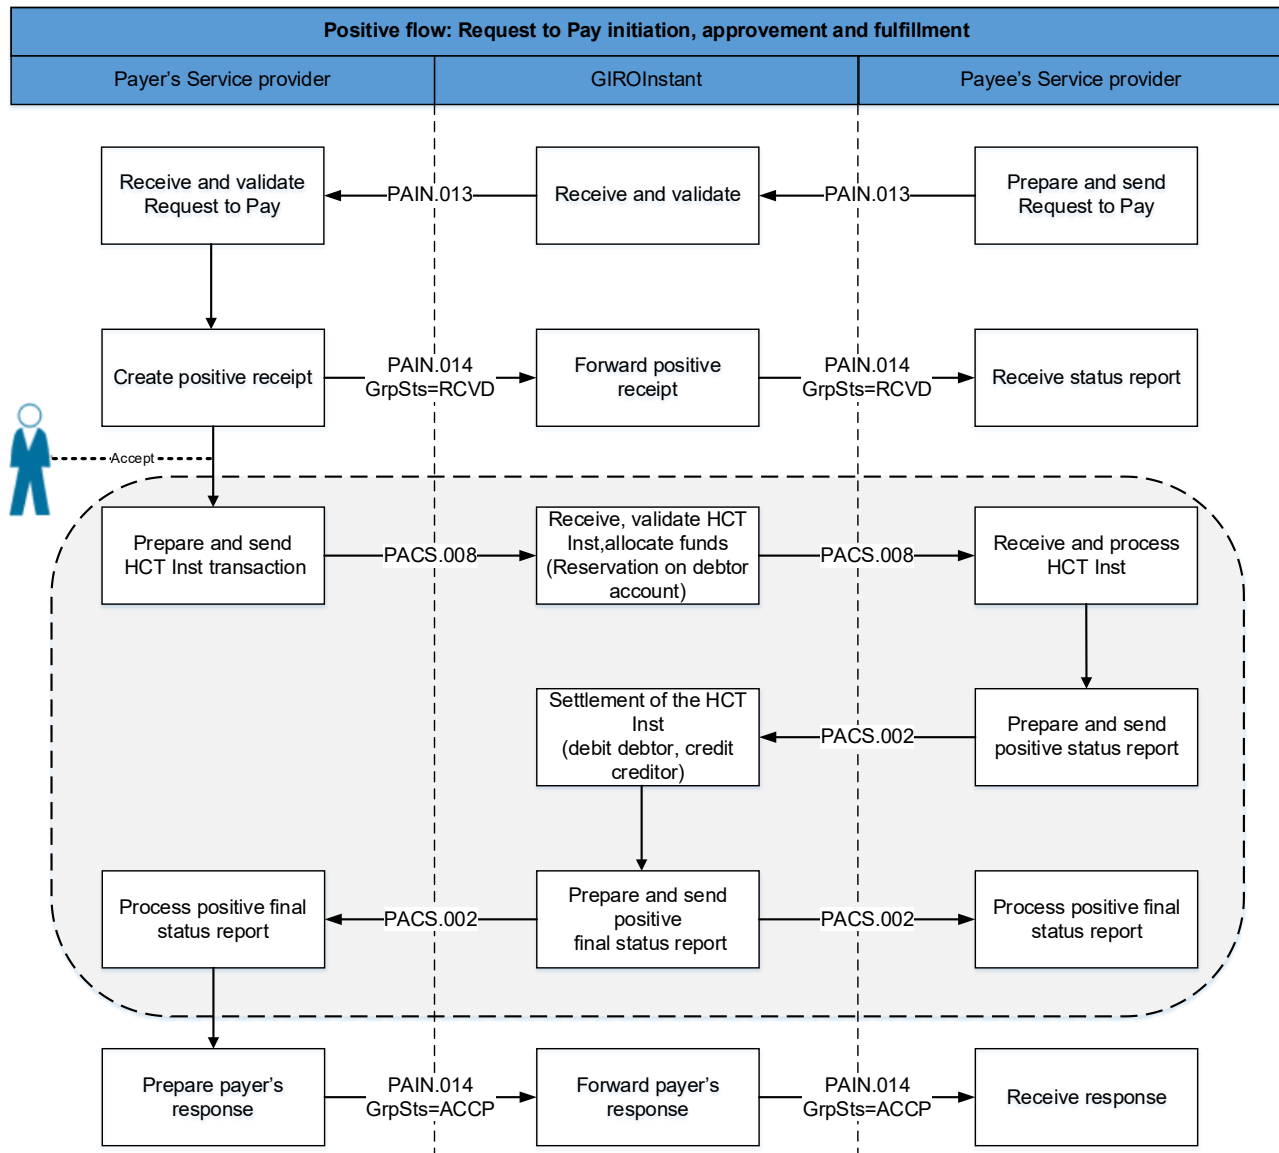 Positive flow: Request to Pay initiation, approvement and fulfillment
Payer's Service provider
GIROInstant
Payee's Service provider
Receive and validate
Request to Pay
PAIN.013
Receive and validate
PAIN.013
Prepare and send
Request to Pay
Create positive receipt
PAIN.014
GrpSts=RCVD
Forward positive
receipt
PAIN.014
GrpSts=RCVD
Receive status report
Accept
Prepare and send
HCT Inst transaction
PACS.008
Receive, validate HCT
Inst,allocate funds
(Reservation on debtor
account)
PACS.008
Receive and process
HCT Inst
Settlement of the HCT
Inst
(debit debtor, credit
creditor)
PACS.002
Prepare and send
positive status report
Process positive final
status report
PACS.002
Prepare and send
positive
final status report
PACS.002
Process positive final
status report
Prepare payer's
response
PAIN.014
GrpSts=ACCP
Forward payer's
response
PAIN.014
GrpSts=ACCP
Receive response